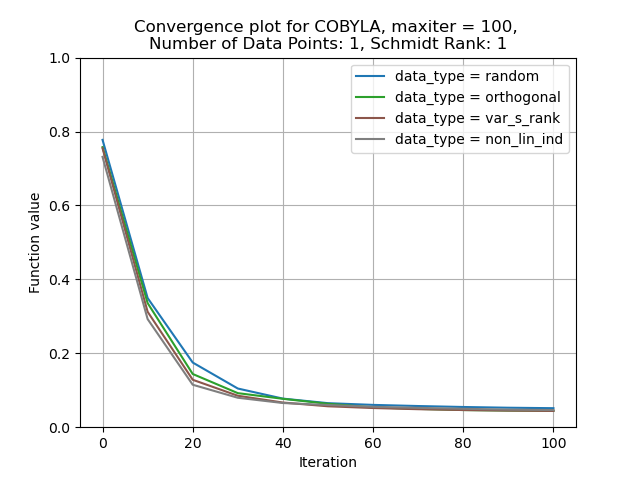 Convergence plot for COBYLA, maxiter = 100,
Number of Data Points: 1, Schmidt Rank: 1
data_type = random
data_type = orthogonal
data_type = var_s_rank
data_type = non_lin_ind
Function value
1.0
0.8
0.6
0.4
0.2
0.0
0 20 40 60 80 100
Iteration